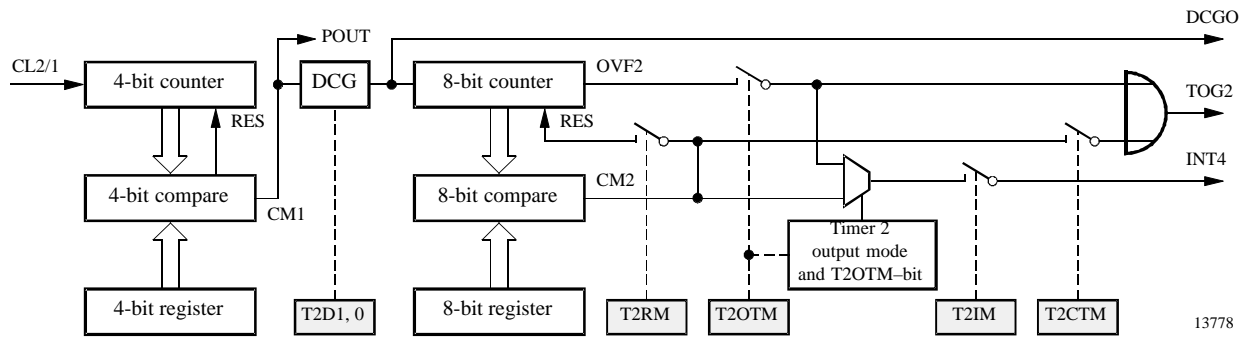 DCGO
POUT
CL2/1
4-bit counter
DCG
8-bit counter
OVF2
TOG2
RES
RES
INT4
4-bit compare
CM1
8-bit compare
CM2
Timer 2
output mode
and T2OTM–bit
4-bit register
T2D1, 0
8-bit register
T2RM
T2OTM
T2IM
T2CTM
13778